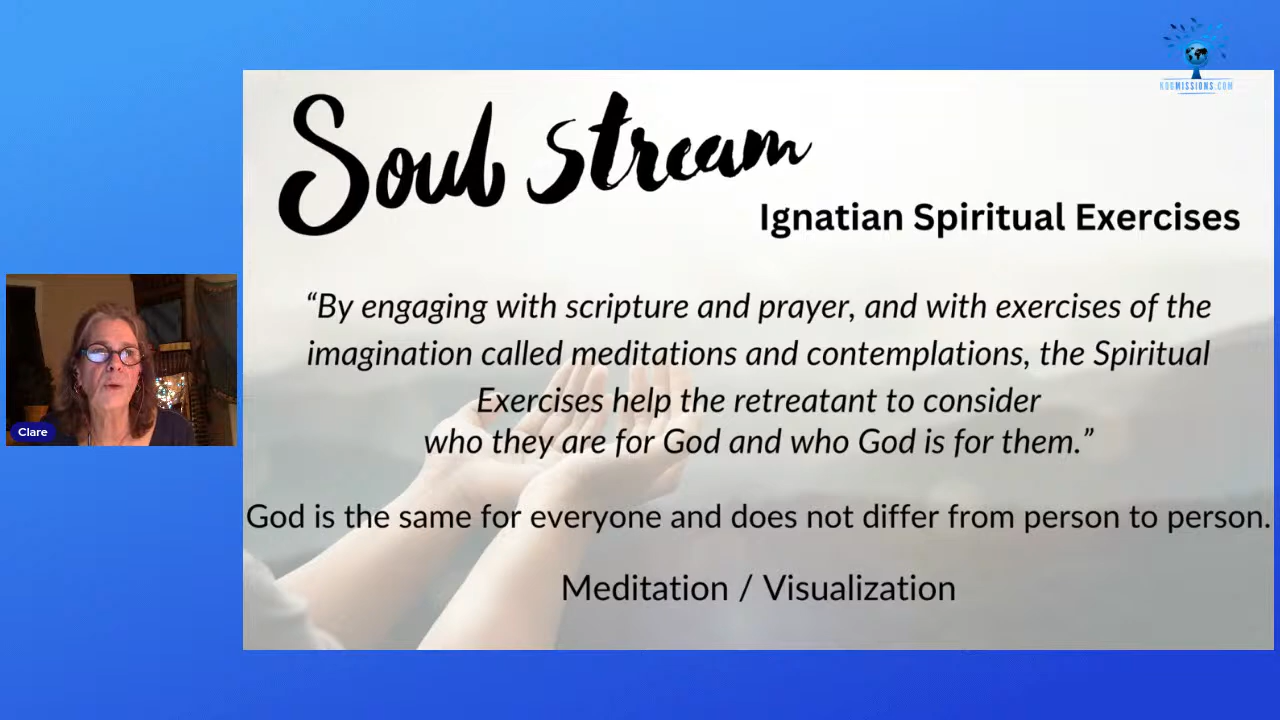 KOGMISSIONS.COM
Soul Stream
Ignatian Spiritual Exercises
“By engaging with scripture and prayer, and with exercises of the
imagination called meditations and contemplations, the Spiritual
Exercises help the retreatant to consider
who they are for God and who God is for them.”
God is the same for everyone and does not differ from person to person.
Meditation / Visualization
Clare